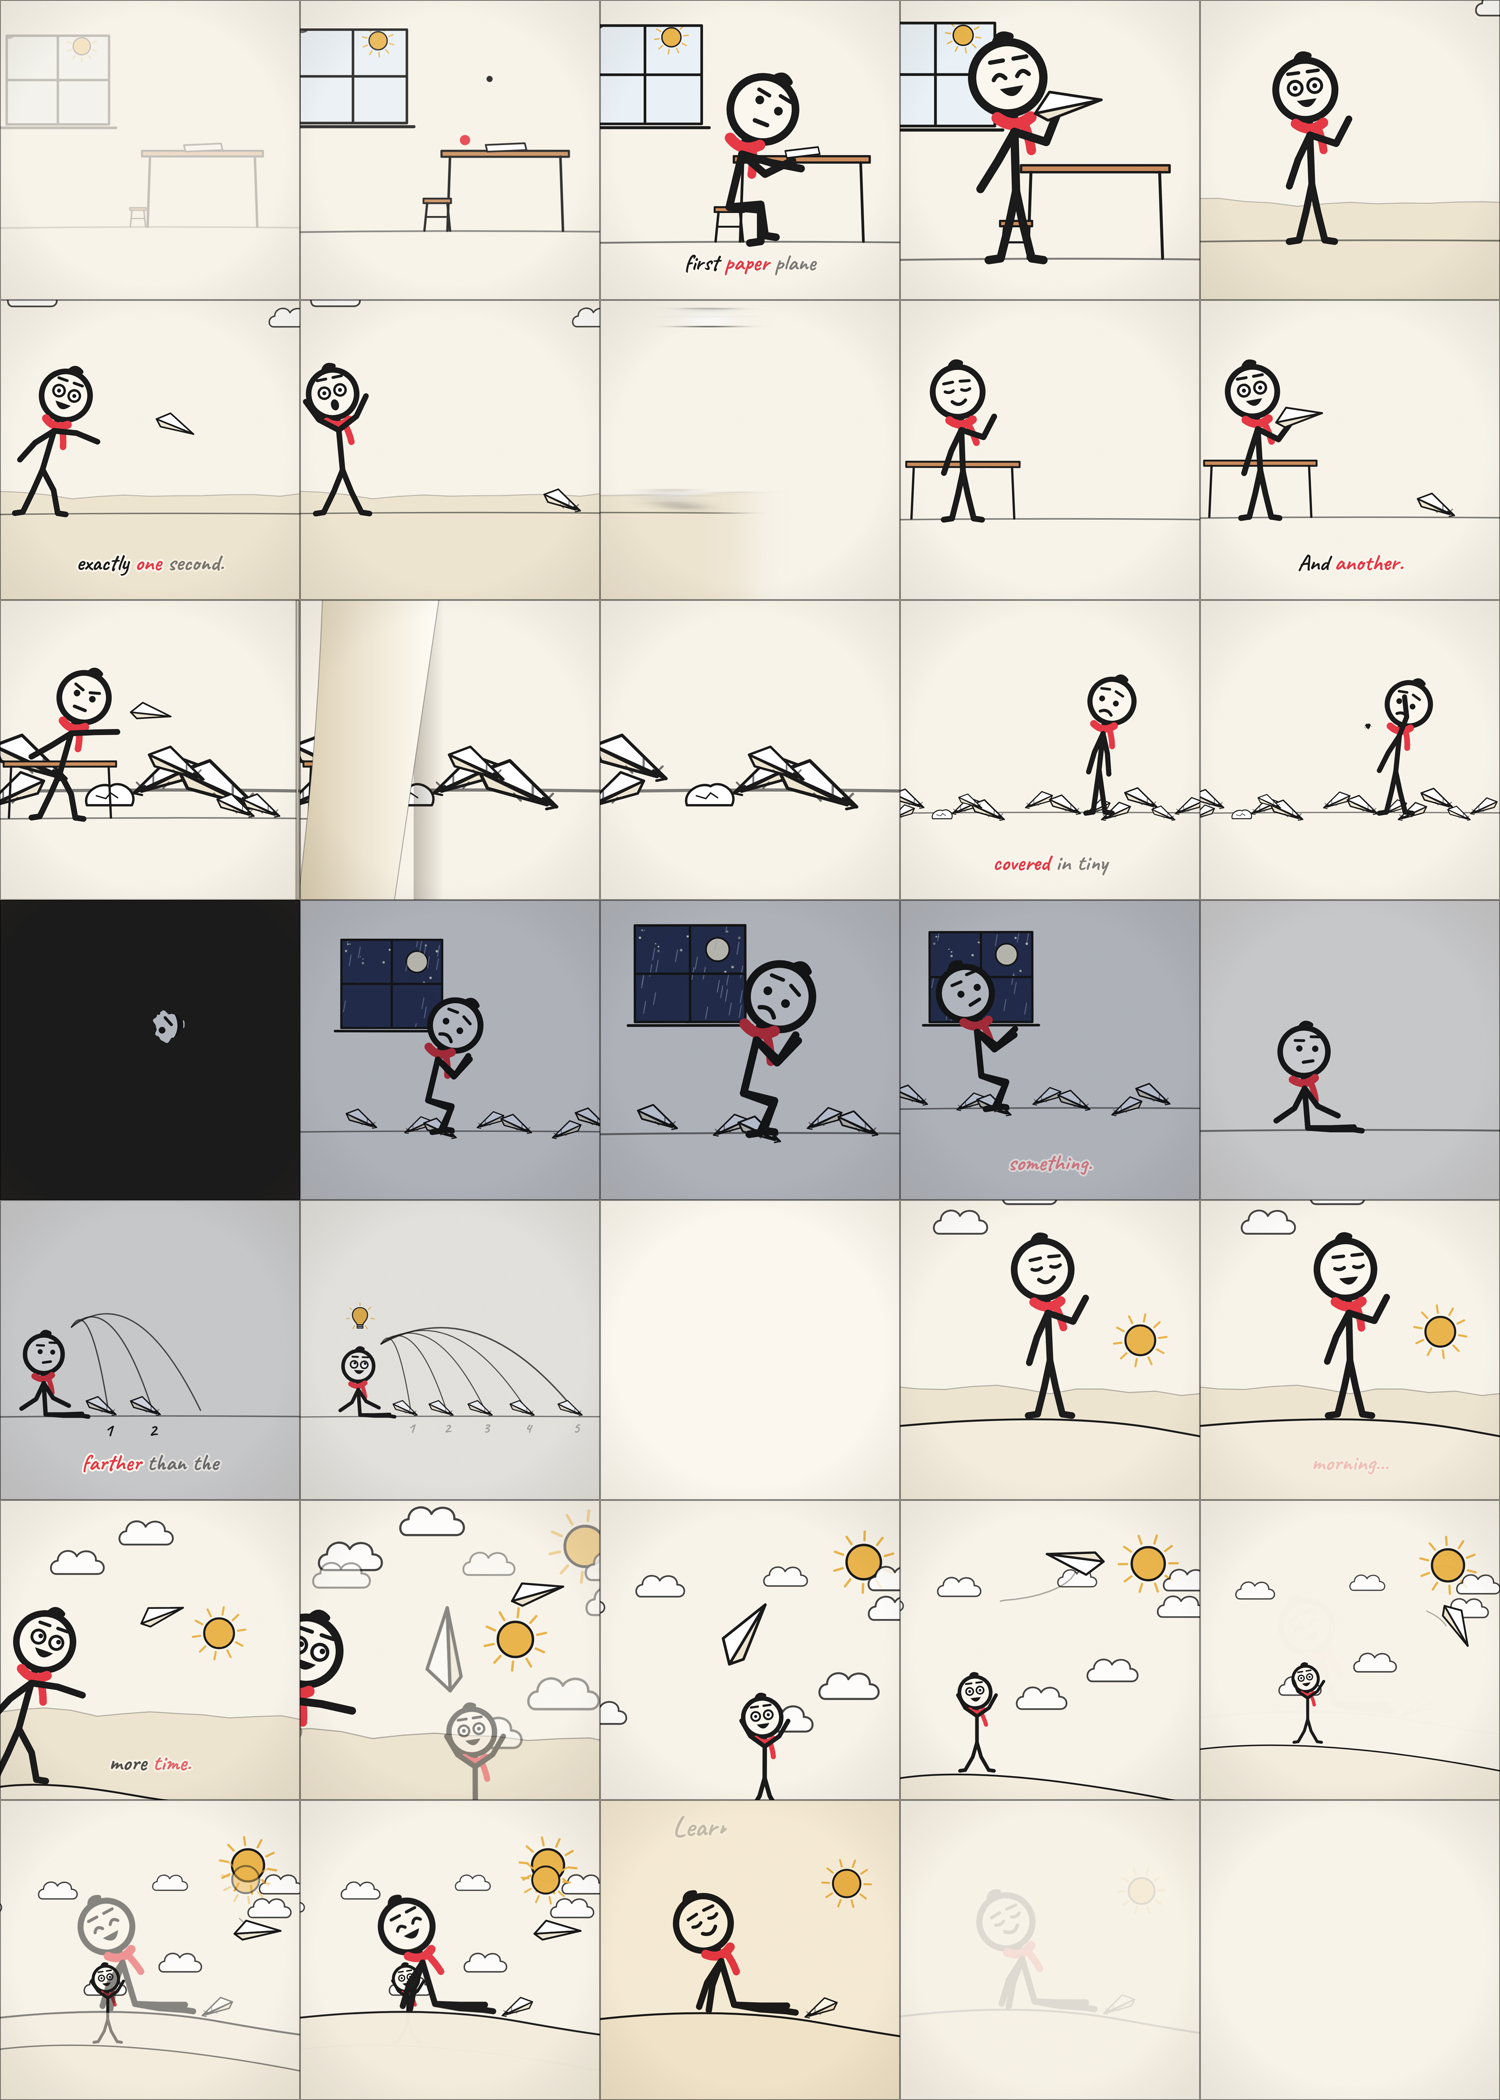 first paper plane
exactly one second.
And another.
covered in tiny
something.
1 2
farther than the
1 2 3 4 5
morning...
more time.
Lear